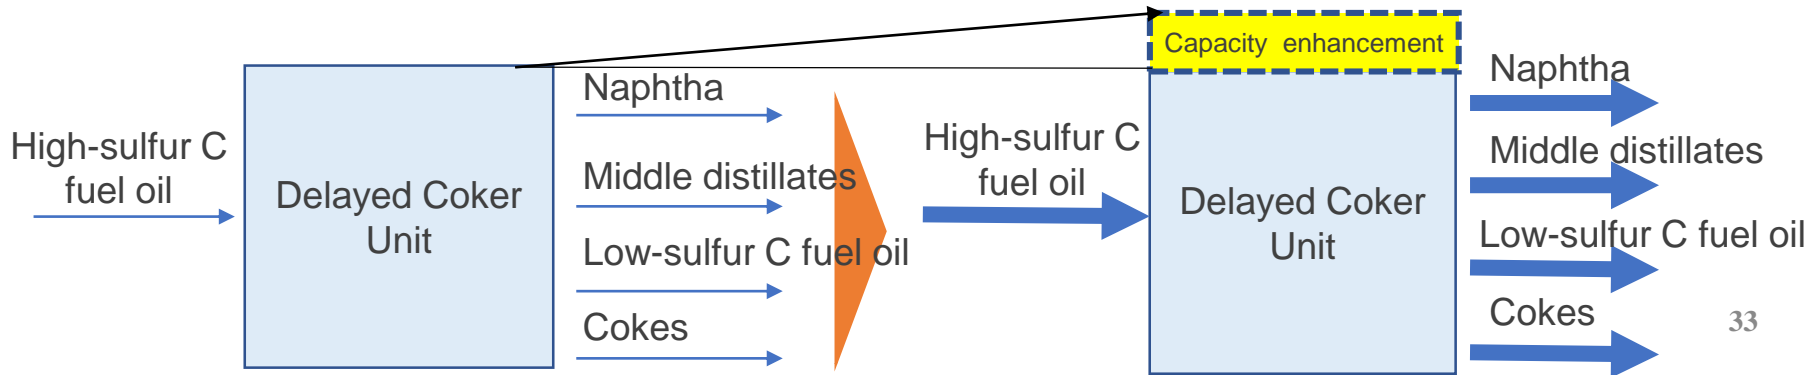 High-sulfur C
fuel oil
Delayed Coker
Unit
Naphtha
Middle distillates
Low-sulfur C fuel oil
Cokes
High-sulfur C
fuel oil
Capacity enhancement
Delayed Coker
Unit
Naphtha
Middle distillates
Low-sulfur C fuel oil
Cokes
33